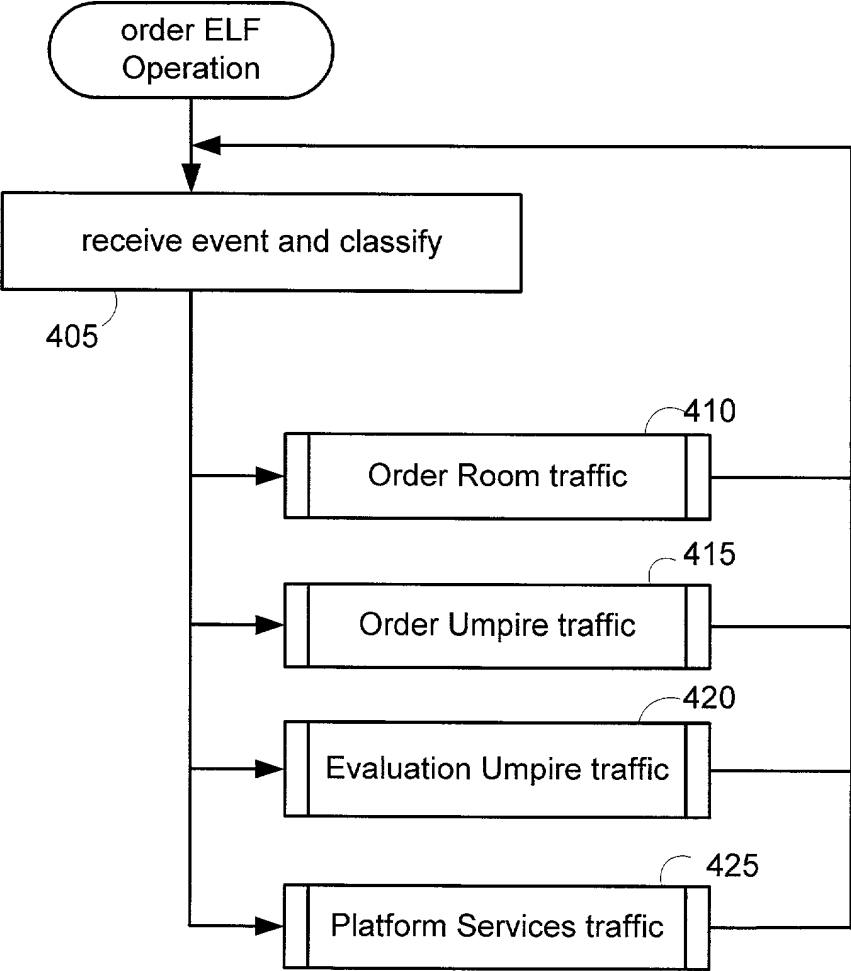 order ELF
Operation
receive event and classify
405
410
Order Room traffic
415
Order Umpire traffic
420
Evaluation Umpire traffic
425
Platform Services traffic